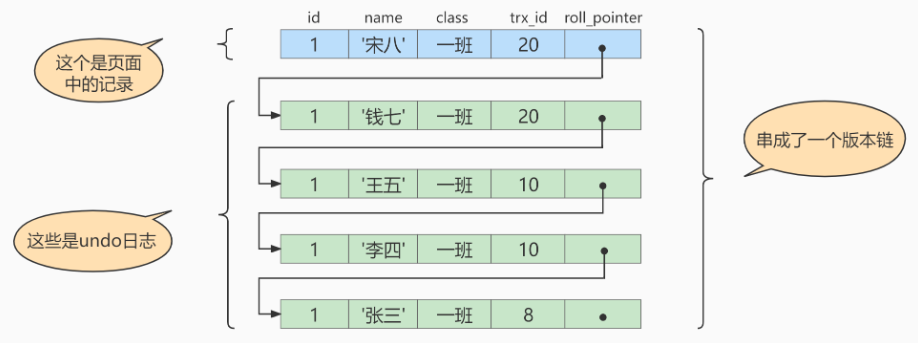 id name class trx_id roll_pointer
这个是页面
中的记录
1 '宋八' 一班 20
1 '钱七' 一班 20
串成了一个版本链
1 '王五' 一班 10
这些是undo日志
1 '李四' 一班 10
1 '张三' 一班 8